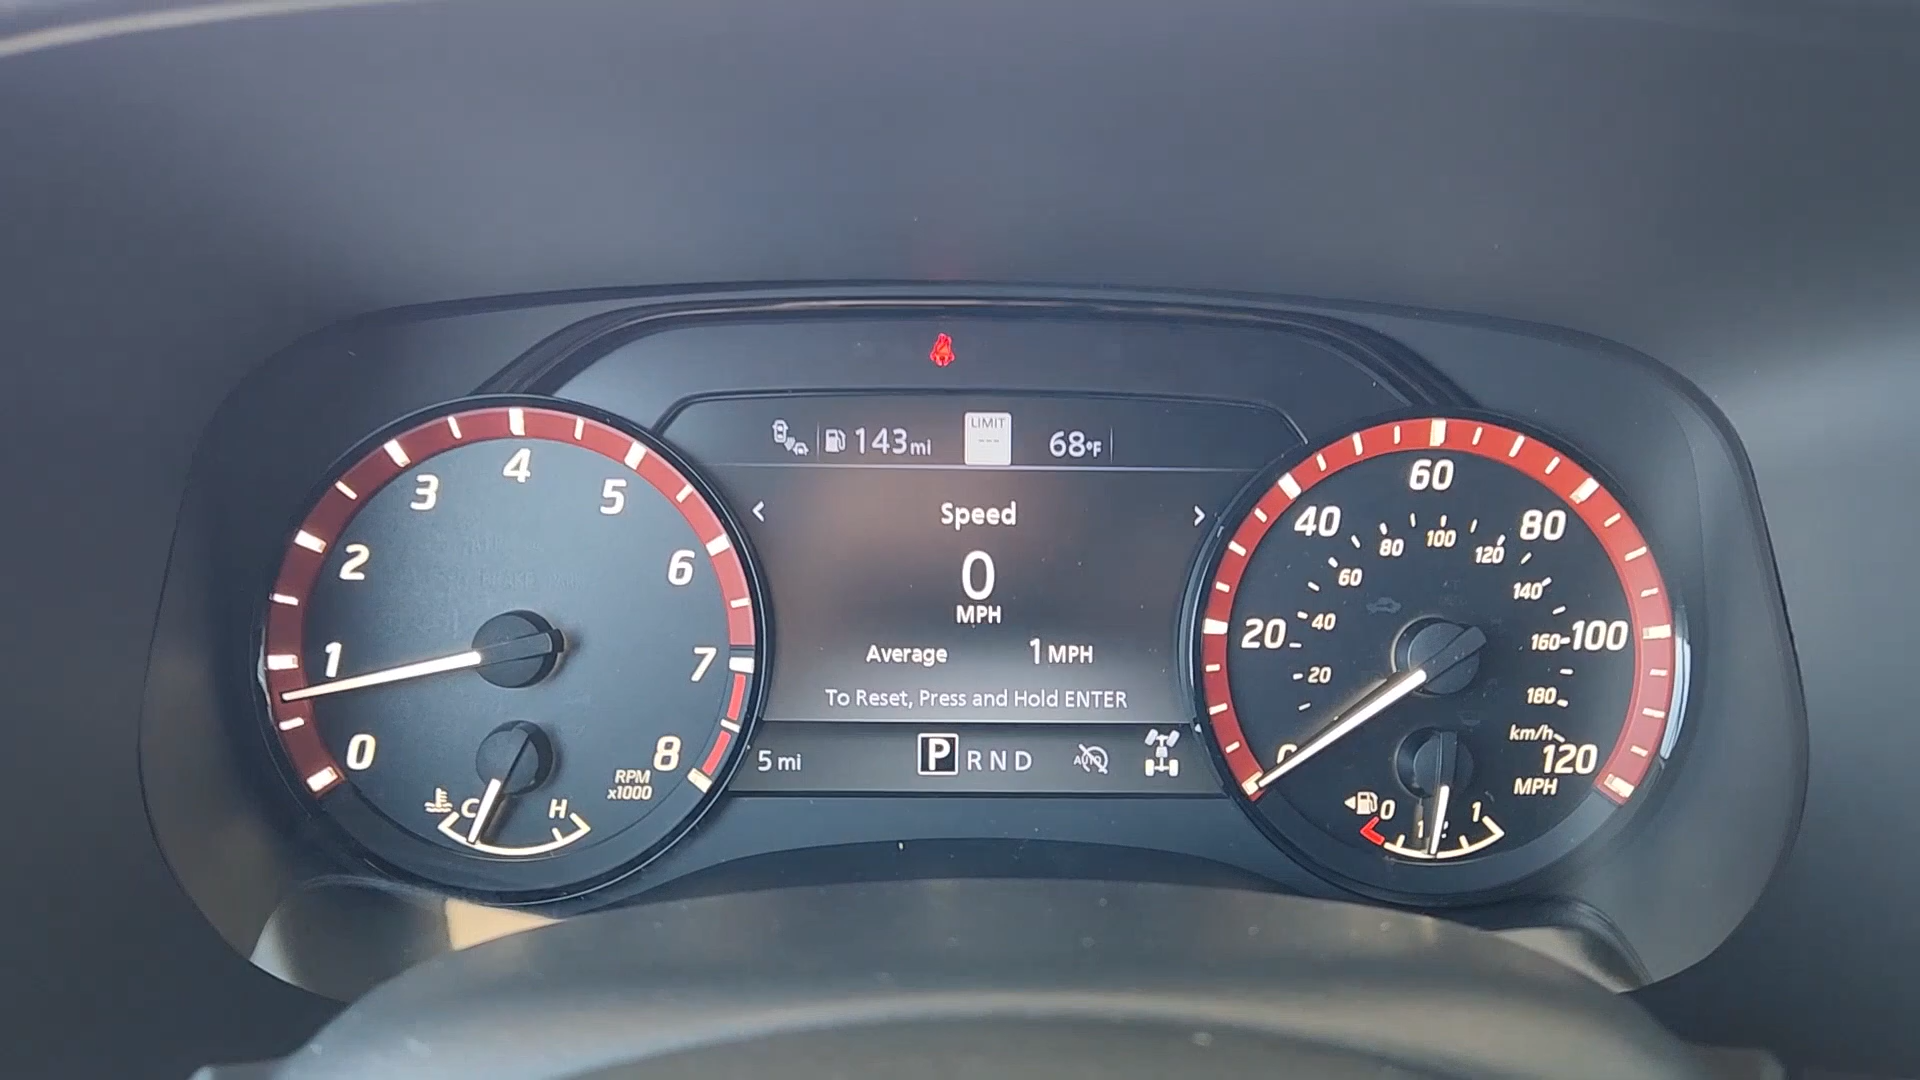 143mi
LIMIT
---
68°F
Speed
0
MPH
Average 1 MPH
To Reset, Press and Hold ENTER
5 mi
P R N D
AUTO
0
1
2
3
4
5
6
7
8
RPM
x1000
C H
0
20
40
60
80
100
120
MPH
20
40
60
80
100
120
140
160
180
km/h
0
1